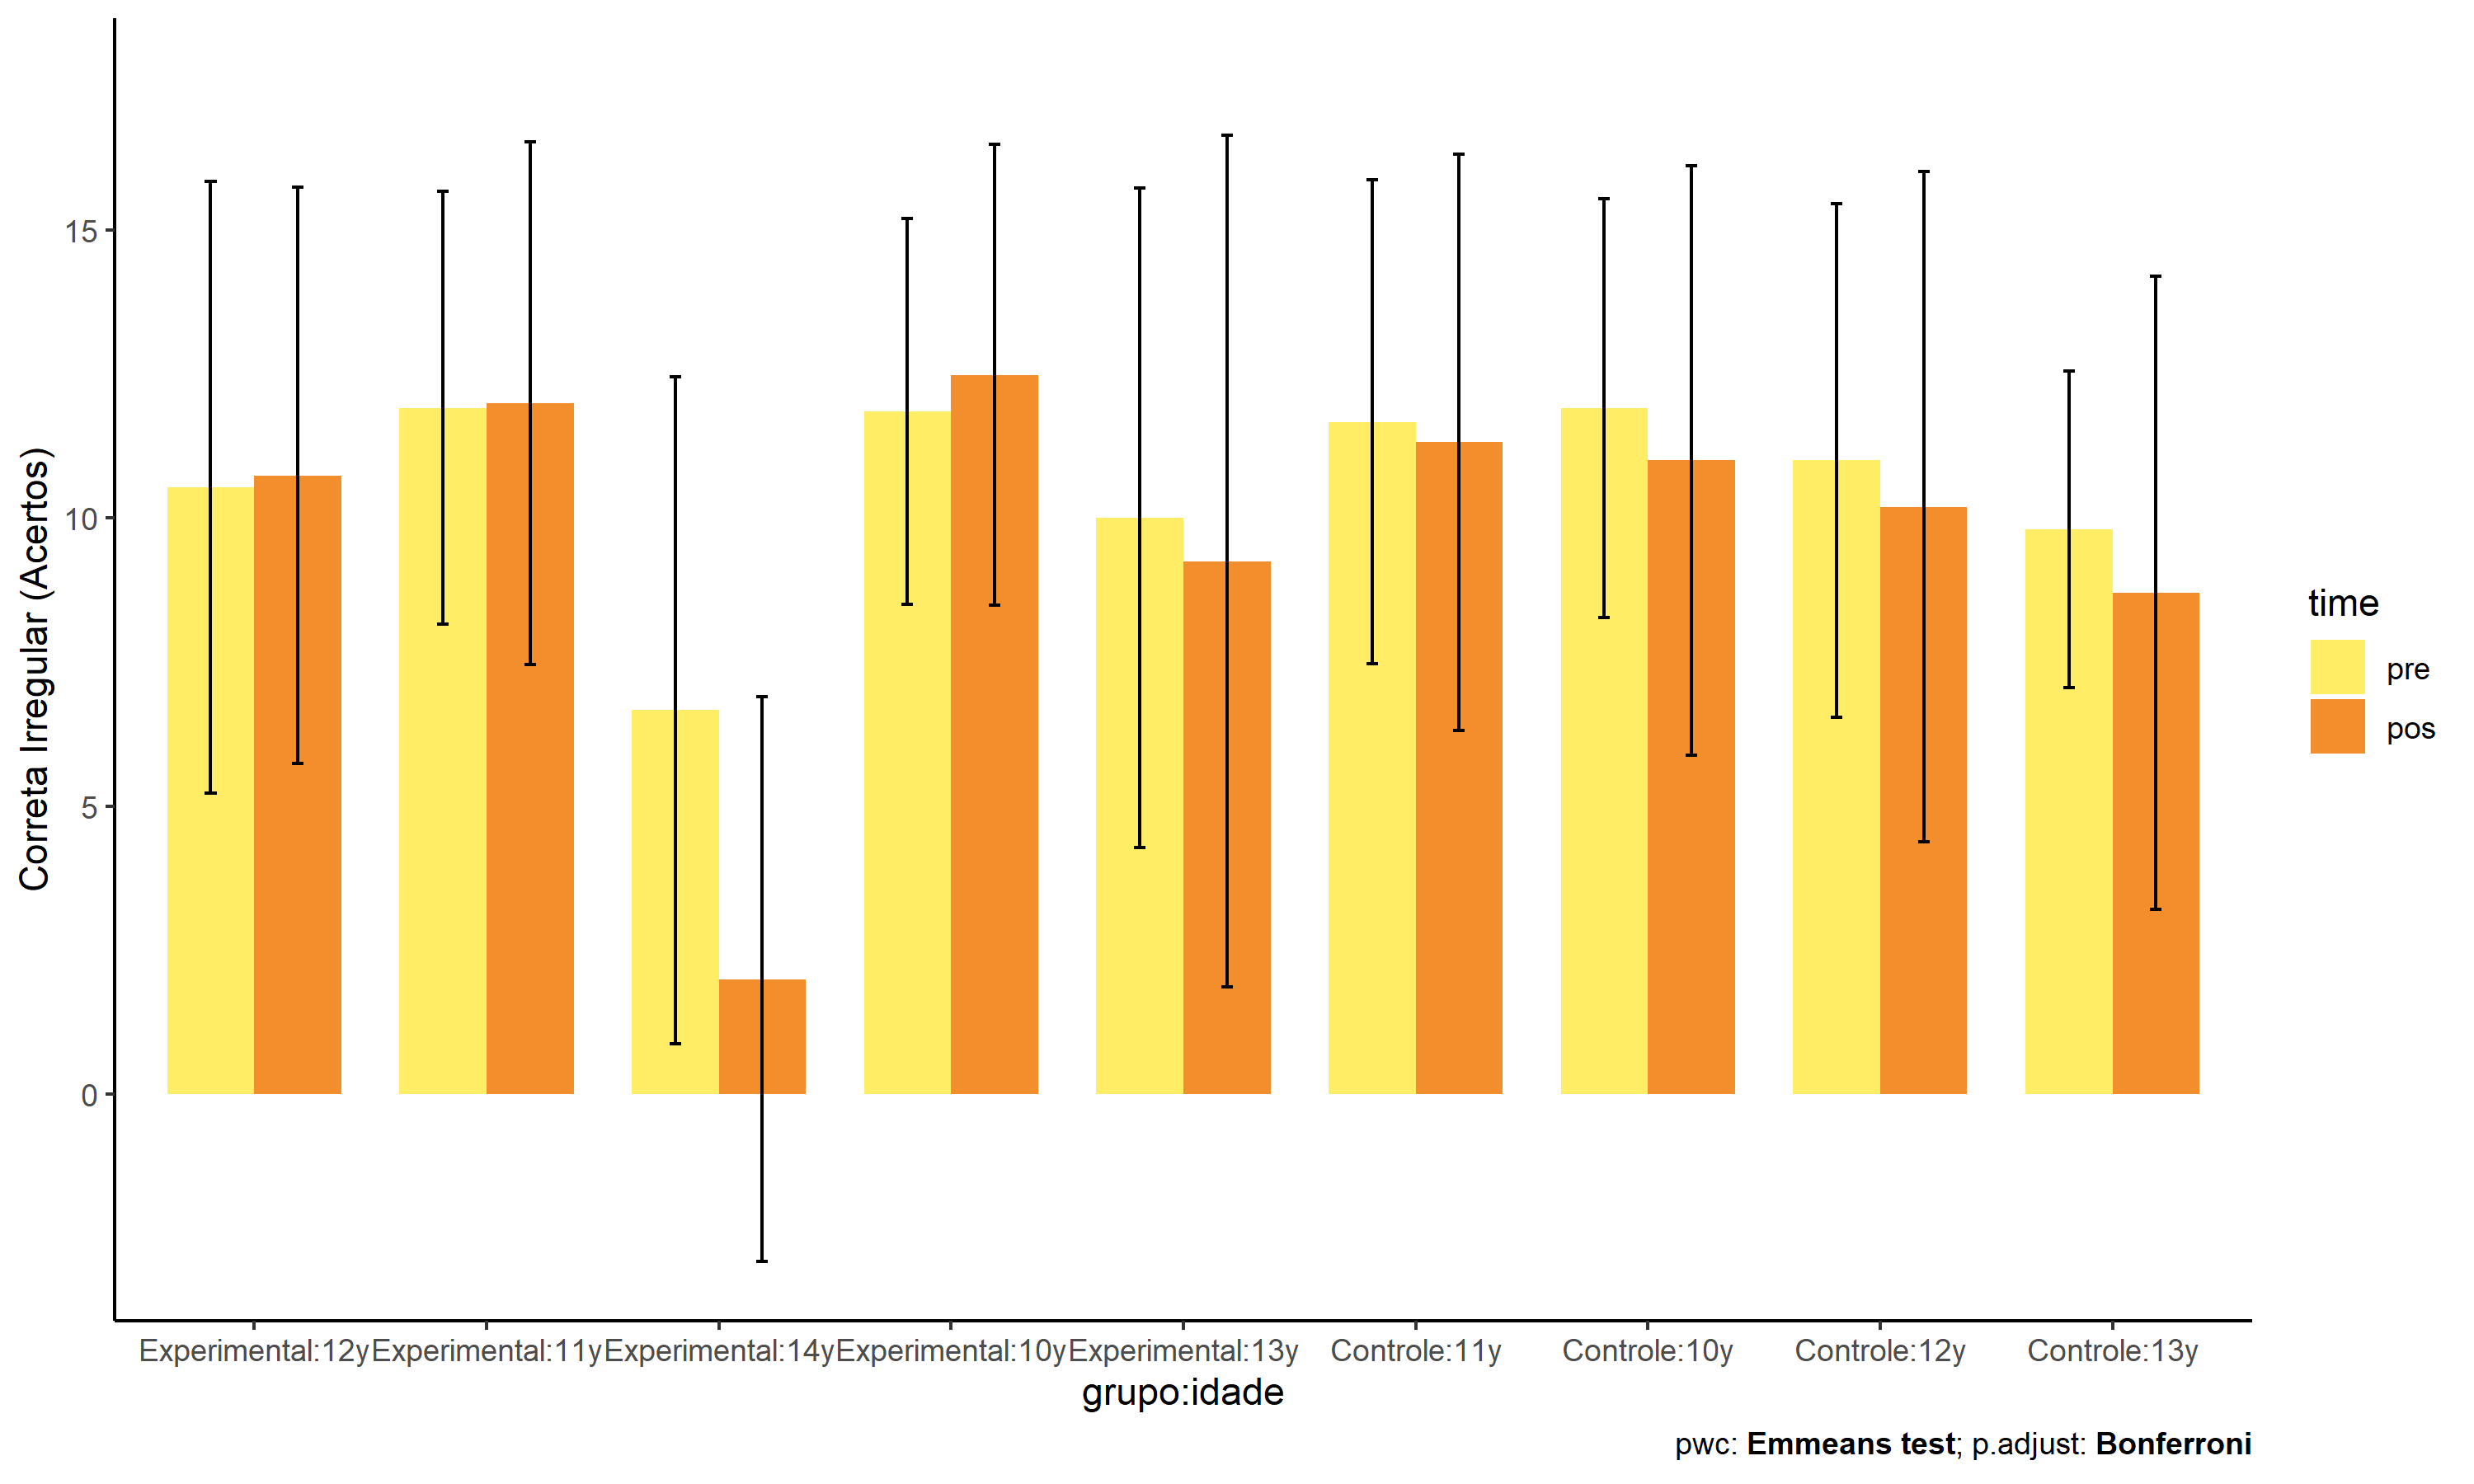 Correta Irregular (Acertos)
15
10
5
0
Experimental:12y Experimental:11y Experimental:14y Experimental:10y Experimental:13y Controle:11y Controle:10y Controle:12y Controle:13y
grupo:idade
time
pre
pos
pwc: Emmeans test; p.adjust: Bonferroni